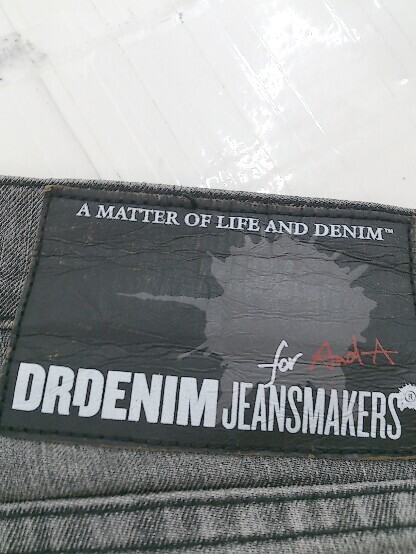 A MATTER OF LIFE AND DENIM™
for And A
DRDENIM JEANSMAKERS®